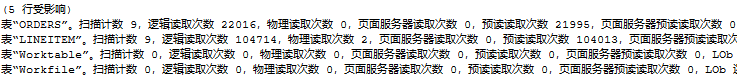 (5 行受影响)
表“ORDERS”。扫描计数 9，逻辑读取次数 22016，物理读取次数 0，页面服务器读取次数 0，预读读取次数 21995，页面服务器预读读取次
表“LINEITEM”。扫描计数 9，逻辑读取次数 104714，物理读取次数 2，页面服务器读取次数 0，预读读取次数 104013，页面服务器预读读取
表“Worktable”。扫描计数 0，逻辑读取次数 0，物理读取次数 0，页面服务器读取次数 0，预读读取次数 0，页面服务器预读读取次数 0，LOb
表“Workfile”。扫描计数 0，逻辑读取次数 0，物理读取次数 0，页面服务器读取次数 0，预读读取次数 0，页面服务器预读读取次数 0，LOb